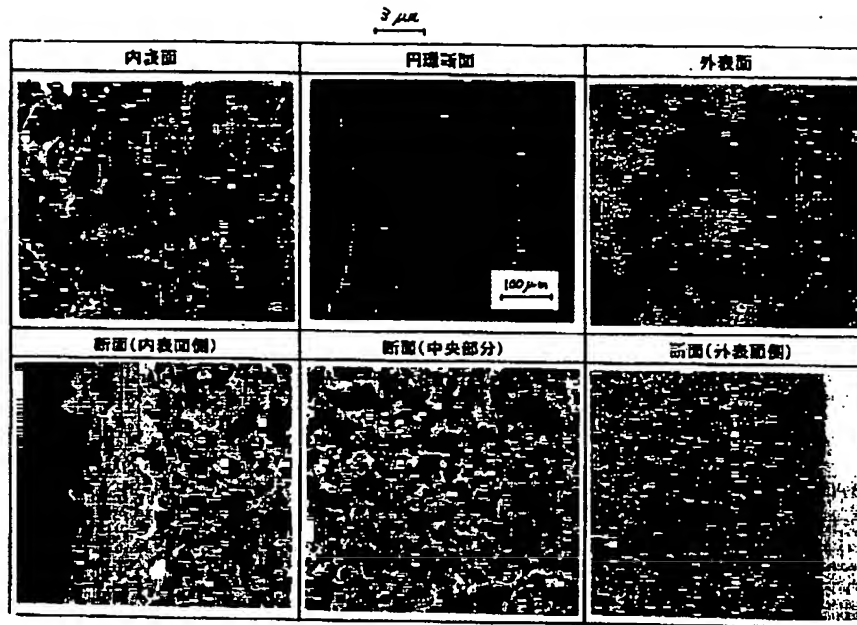 3 μm
内表面
円環断面
外表面
100 μm
断面(内表面側)
断面(中央部分)
断面(外表面側)